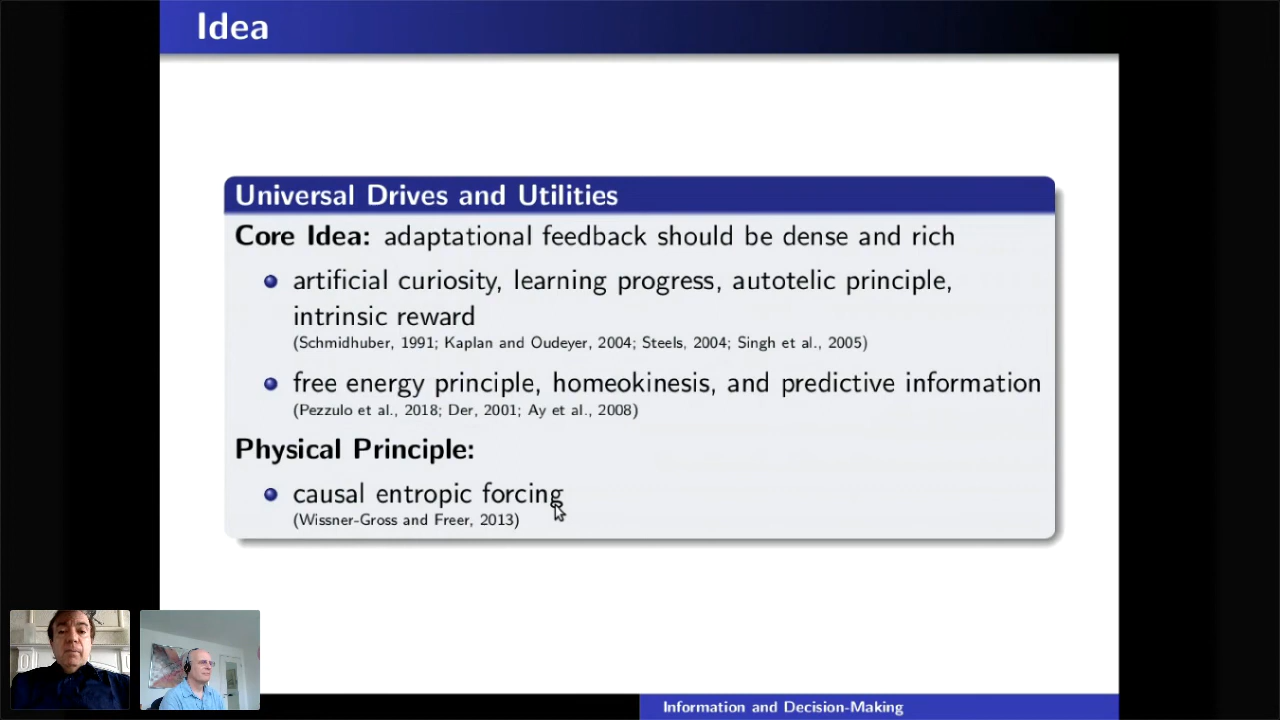 Idea
Universal Drives and Utilities
Core Idea: adaptational feedback should be dense and rich
artificial curiosity, learning progress, autotelic principle,
intrinsic reward
(Schmidhuber, 1991; Kaplan and Oudeyer, 2004; Steels, 2004; Singh et al., 2005)
free energy principle, homeokinesis, and predictive information
(Pezzulo et al., 2018; Der, 2001; Ay et al., 2008)
Physical Principle:
causal entropic forcing
(Wissner-Gross and Freer, 2013)
Information and Decision-Making